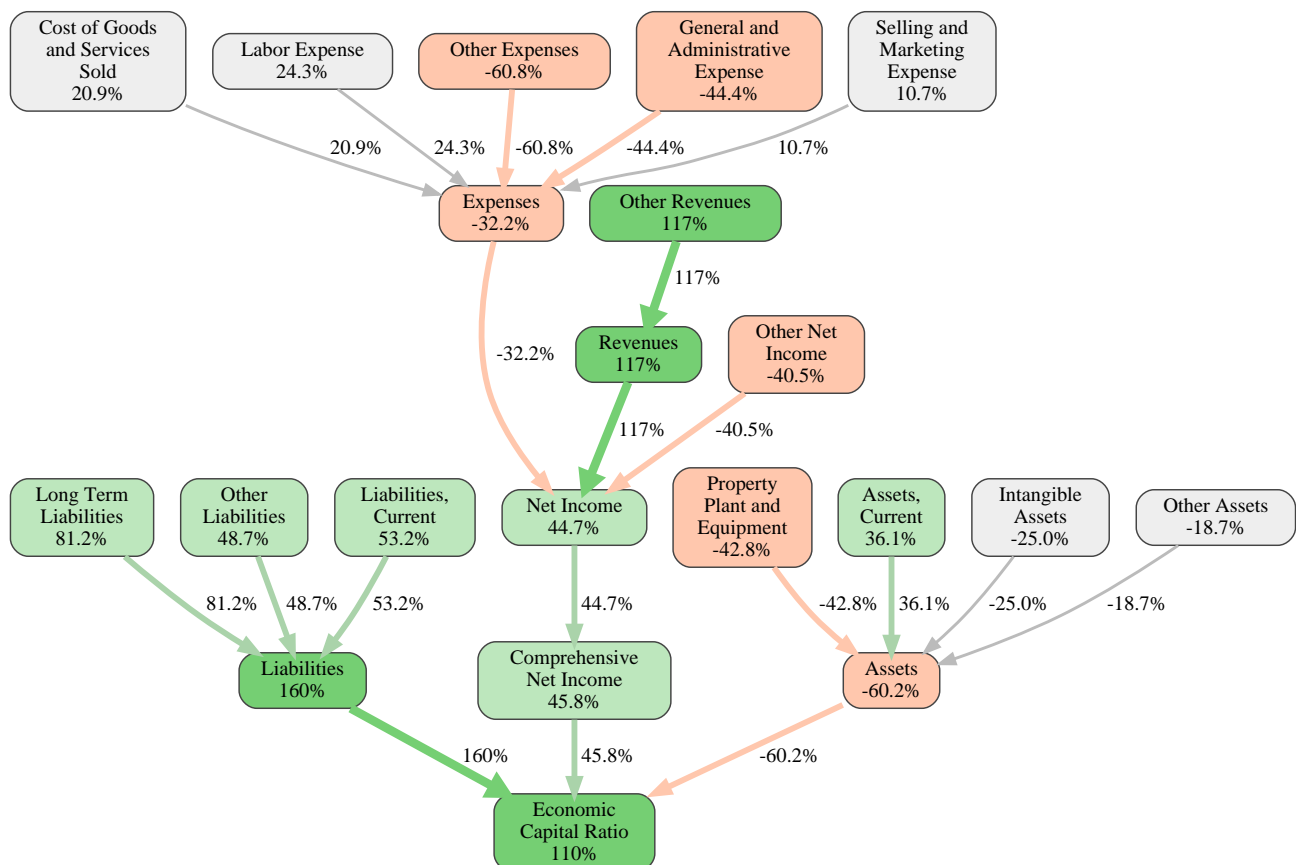 Cost of Goods
and Services
Sold
20.9%
Labor Expense
24.3%
Other Expenses
-60.8%
General and
Administrative
Expense
-44.4%
Selling and
Marketing
Expense
10.7%
20.9%
24.3%
-60.8%
-44.4%
10.7%
Expenses
-32.2%
Other Revenues
117%
117%
-32.2%
Revenues
117%
Other Net
Income
-40.5%
117%
-40.5%
Long Term
Liabilities
81.2%
Other
Liabilities
48.7%
Liabilities,
Current
53.2%
Net Income
44.7%
Property
Plant and
Equipment
-42.8%
Assets,
Current
36.1%
Intangible
Assets
-25.0%
Other Assets
-18.7%
81.2%
48.7%
53.2%
44.7%
-42.8%
36.1%
-25.0%
-18.7%
Liabilities
160%
Comprehensive
Net Income
45.8%
Assets
-60.2%
160%
45.8%
-60.2%
Economic
Capital Ratio
110%